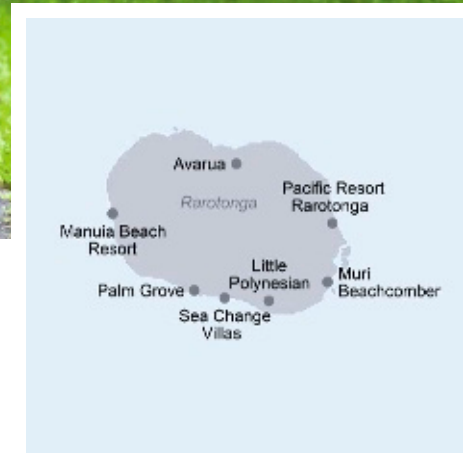 Avarua
Rarotonga
Pacific Resort
Rarotonga
Manuia Beach
Resort
Little
Polynesian
Muri
Beachcomber
Palm Grove
Sea Change
Villas